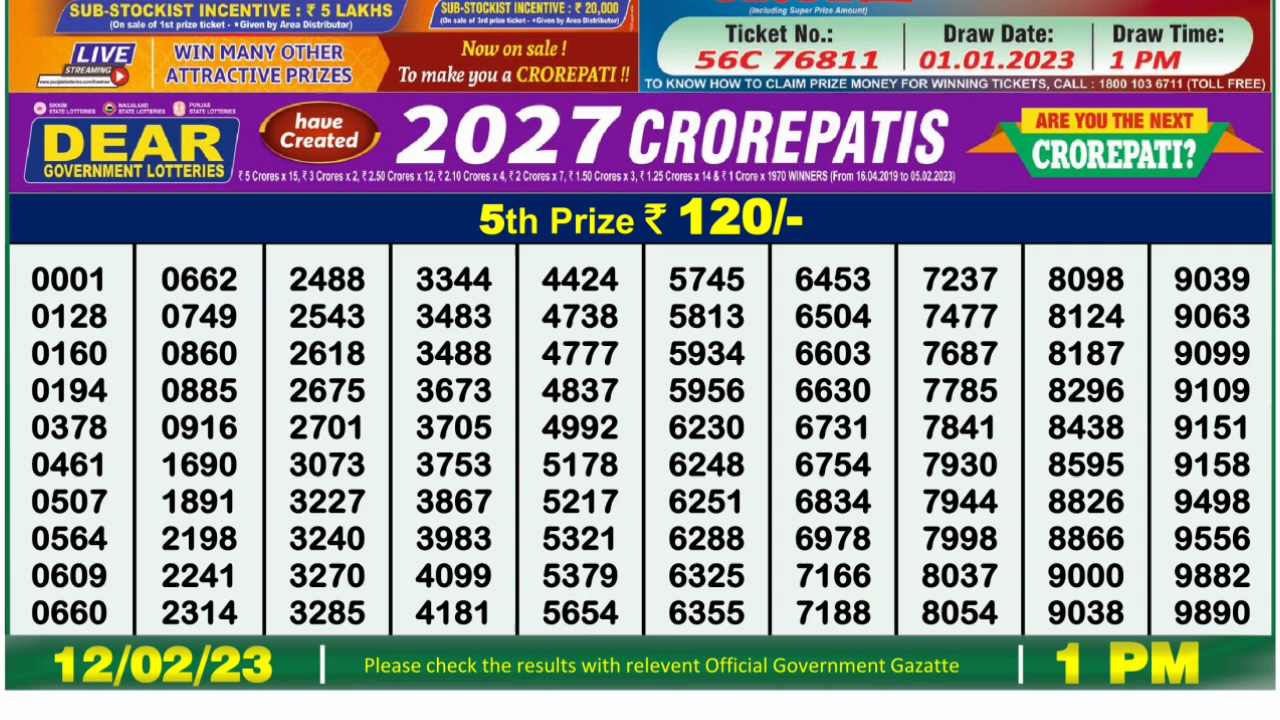 SUB-STOCKIST INCENTIVE : ₹ 5 LAKHS
(On sale of 1st prize ticket - *Given by Area Distributor)
SUB-STOCKIST INCENTIVE : ₹ 20,000
(On sale of 3rd prize ticket - *Given by Area Distributor)
(Including Super Prize Amount)
LIVE
STREAMING
WIN MANY OTHER
ATTRACTIVE PRIZES
Now on sale !
To make you a CROREPATI !!
Ticket No.: Draw Date: Draw Time:
56C 76811 01.01.2023 1 PM
TO KNOW HOW TO CLAIM PRIZE MONEY FOR WINNING TICKETS, CALL : 1800 103 6711 (TOLL FREE)
SIKKIM
STATE LOTTERIES
NAGALAND
STATE LOTTERIES
PUNJAB
STATE LOTTERIES
DEAR
GOVERNMENT LOTTERIES
have
Created
2027 CROREPATIS
₹ 5 Crores x 15, ₹ 3 Crores x 2, ₹ 2.50 Crores x 12, ₹ 2.10 Crores x 4, ₹ 2 Crores x 7, ₹ 1.50 Crores x 3, ₹ 1.25 Crores x 14 & ₹ 1 Crore x 1970 WINNERS (From 16.04.2019 to 05.02.2023)
ARE YOU THE NEXT
CROREPATI?
5th Prize ₹ 120/-
0001 0662 2488 3344 4424 5745 6453 7237 8098 9039
0128 0749 2543 3483 4738 5813 6504 7477 8124 9063
0160 0860 2618 3488 4777 5934 6603 7687 8187 9099
0194 0885 2675 3673 4837 5956 6630 7785 8296 9109
0378 0916 2701 3705 4992 6230 6731 7841 8438 9151
0461 1690 3073 3753 5178 6248 6754 7930 8595 9158
0507 1891 3227 3867 5217 6251 6834 7944 8826 9498
0564 2198 3240 3983 5321 6288 6978 7998 8866 9556
0609 2241 3270 4099 5379 6325 7166 8037 9000 9882
0660 2314 3285 4181 5654 6355 7188 8054 9038 9890
12/02/23 | Please check the results with relevent Official Government Gazatte | 1 PM